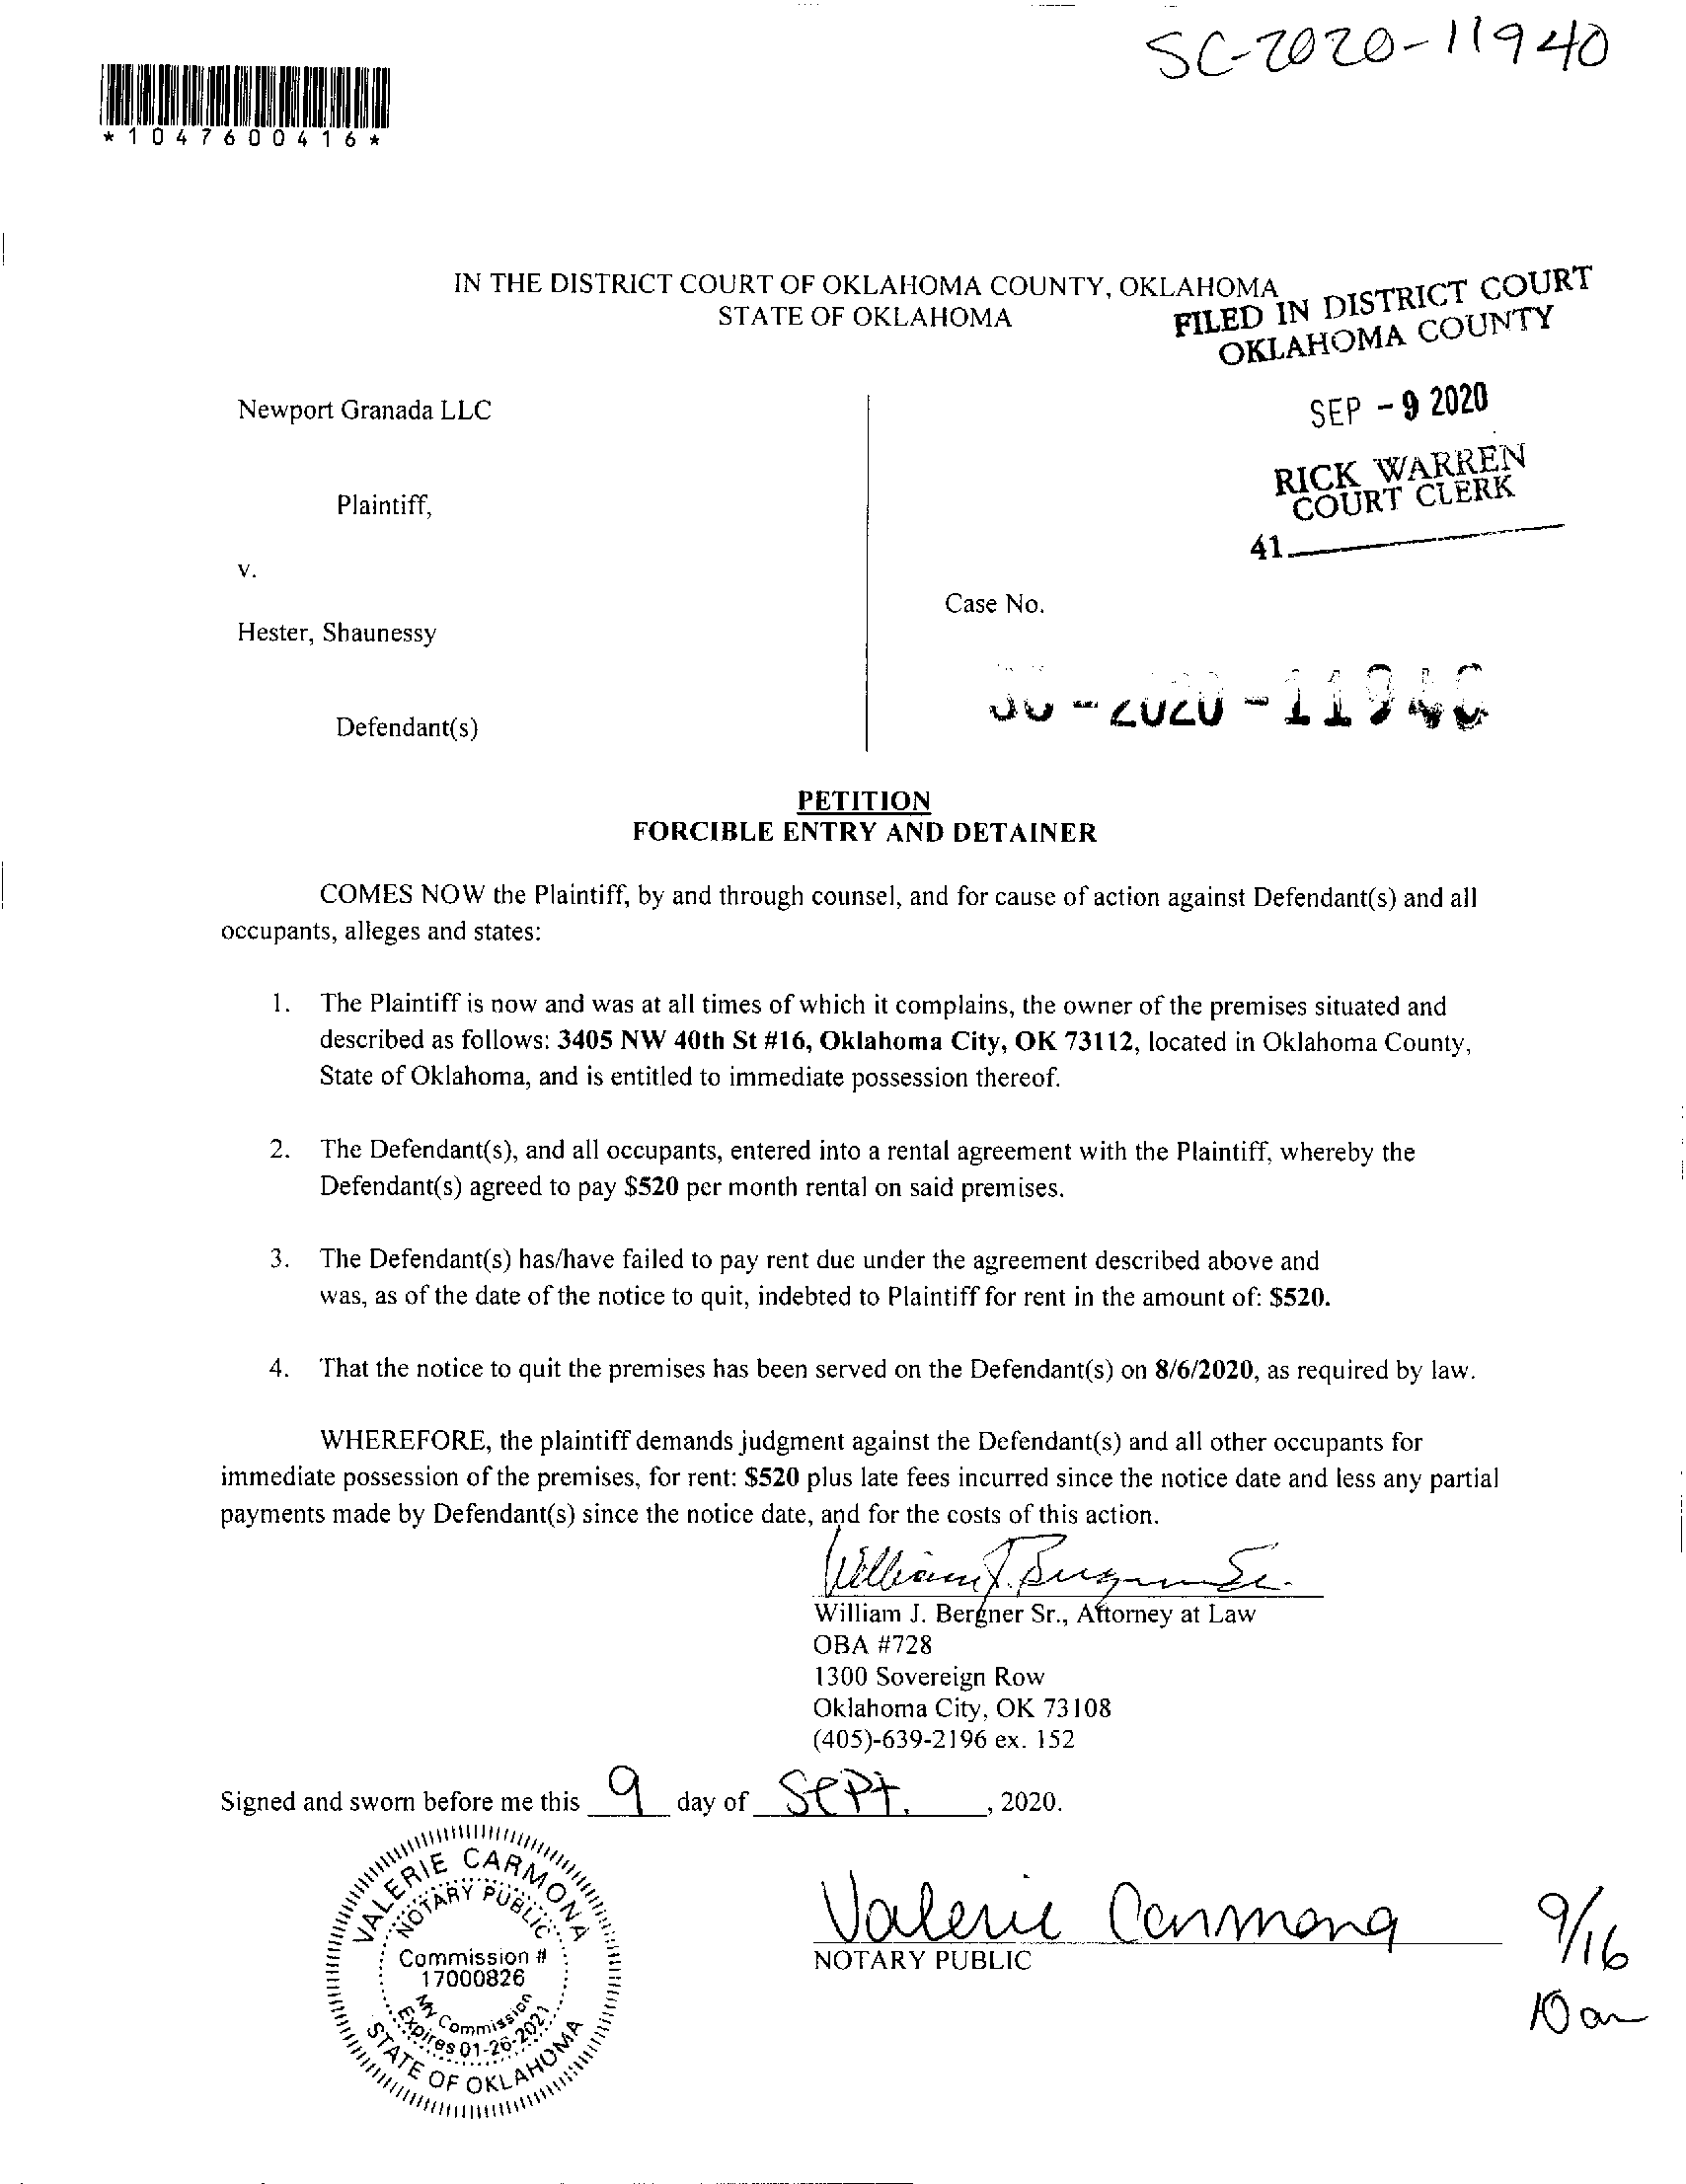 SC-2020-11940
*1047600416*
IN THE DISTRICT COURT OF OKLAHOMA COUNTY, OKLAHOMA
STATE OF OKLAHOMA
FILED IN DISTRICT COURT
OKLAHOMA COUNTY
SEP - 9 2020
RICK WARREN
COURT CLERK
41
Newport Granada LLC
Plaintiff,
v.
Case No.
Hester, Shaunessy
SC-2020-11940
Defendant(s)
PETITION
FORCIBLE ENTRY AND DETAINER
COMES NOW the Plaintiff, by and through counsel, and for cause of action against Defendant(s) and all
occupants, alleges and states:
1. The Plaintiff is now and was at all times of which it complains, the owner of the premises situated and
described as follows: 3405 NW 40th St #16, Oklahoma City, OK 73112, located in Oklahoma County,
State of Oklahoma, and is entitled to immediate possession thereof.
2. The Defendant(s), and all occupants, entered into a rental agreement with the Plaintiff, whereby the
Defendant(s) agreed to pay $520 per month rental on said premises.
3. The Defendant(s) has/have failed to pay rent due under the agreement described above and
was, as of the date of the notice to quit, indebted to Plaintiff for rent in the amount of: $520.
4. That the notice to quit the premises has been served on the Defendant(s) on 8/6/2020, as required by law.
WHEREFORE, the plaintiff demands judgment against the Defendant(s) and all other occupants for
immediate possession of the premises, for rent: $520 plus late fees incurred since the notice date and less any partial
payments made by Defendant(s) since the notice date, and for the costs of this action.
William J. Bergner Sr.
William J. Bergner Sr., Attorney at Law
OBA #728
1300 Sovereign Row
Oklahoma City, OK 73108
(405)-639-2196 ex. 152
Signed and sworn before me this 9 day of Sept. , 2020.
VALERIE CARMONA
NOTARY PUBLIC
Commission #
17000826
My Commission
Expires 01-26-2021
STATE OF OKLAHOMA
Valerie Carmona
NOTARY PUBLIC
9/16
10am